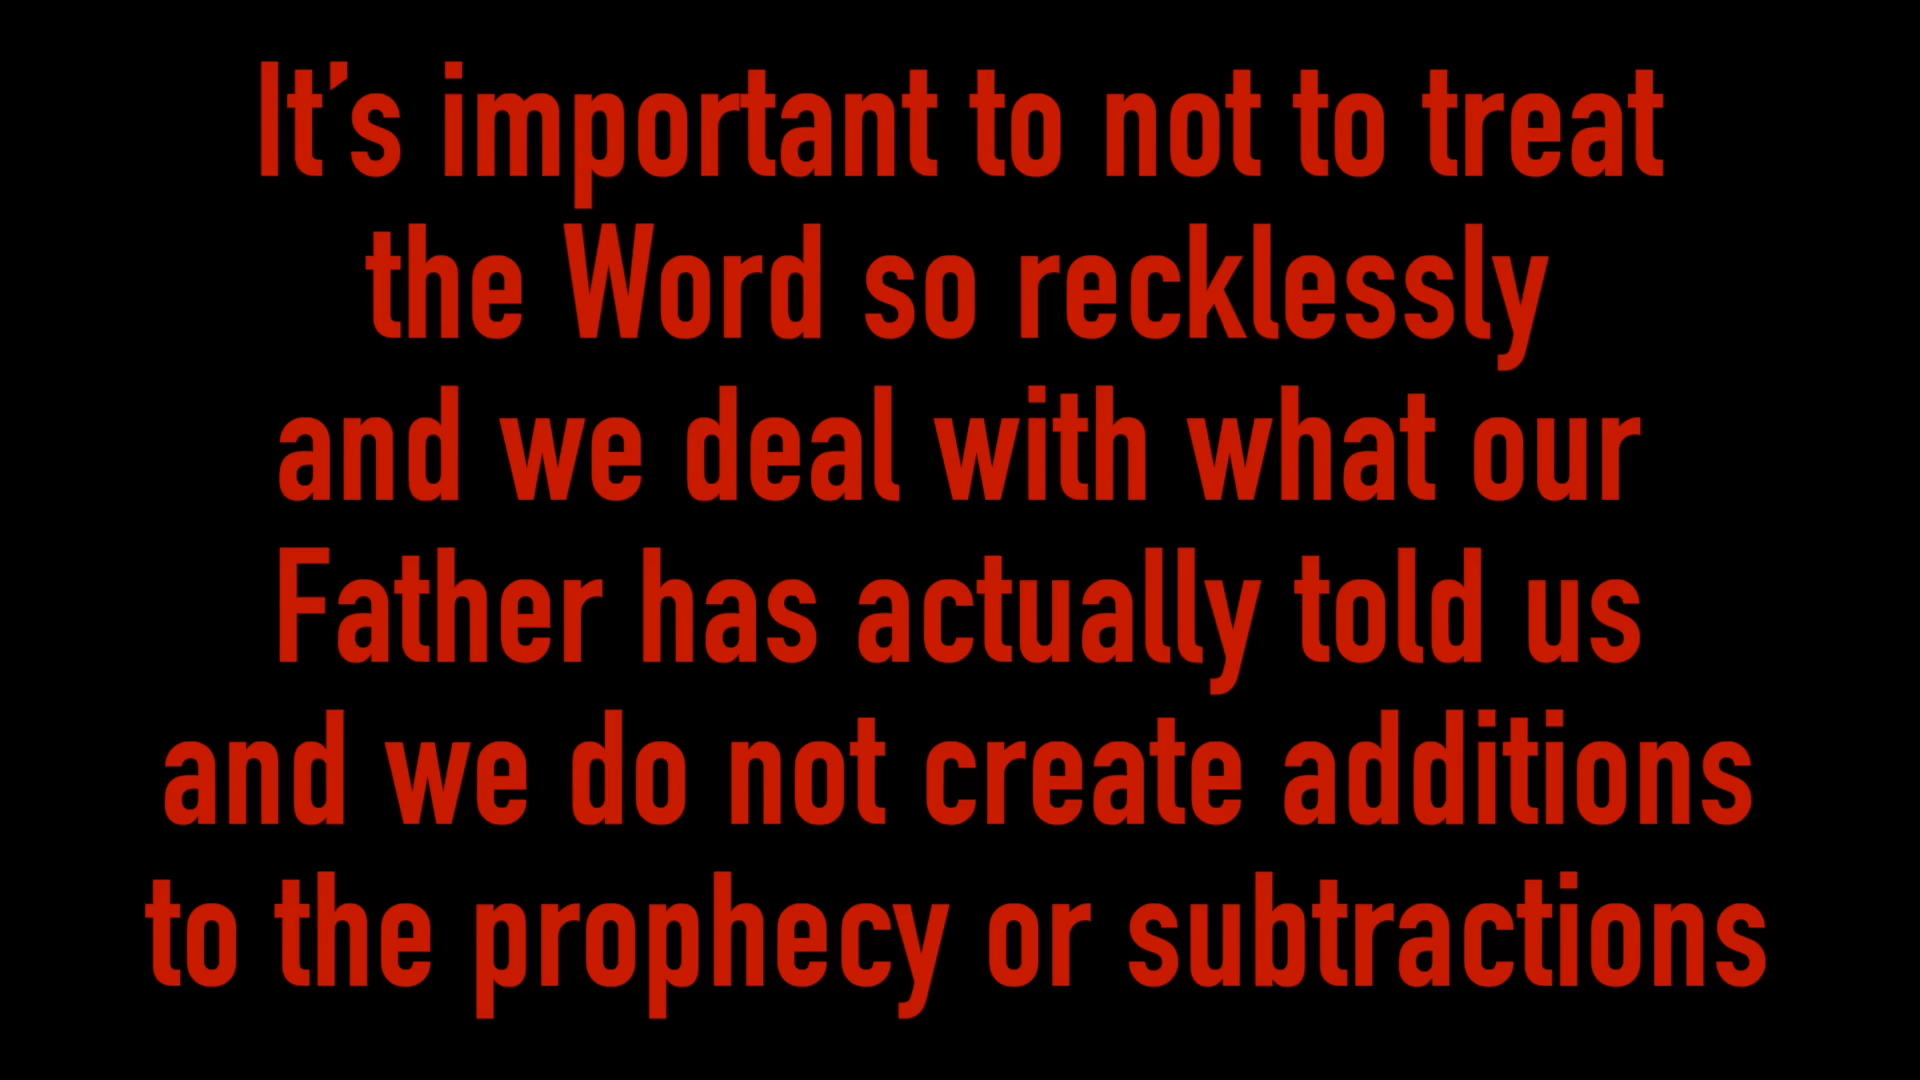 It’s important to not to treat
the Word so recklessly
and we deal with what our
Father has actually told us
and we do not create additions
to the prophecy or subtractions